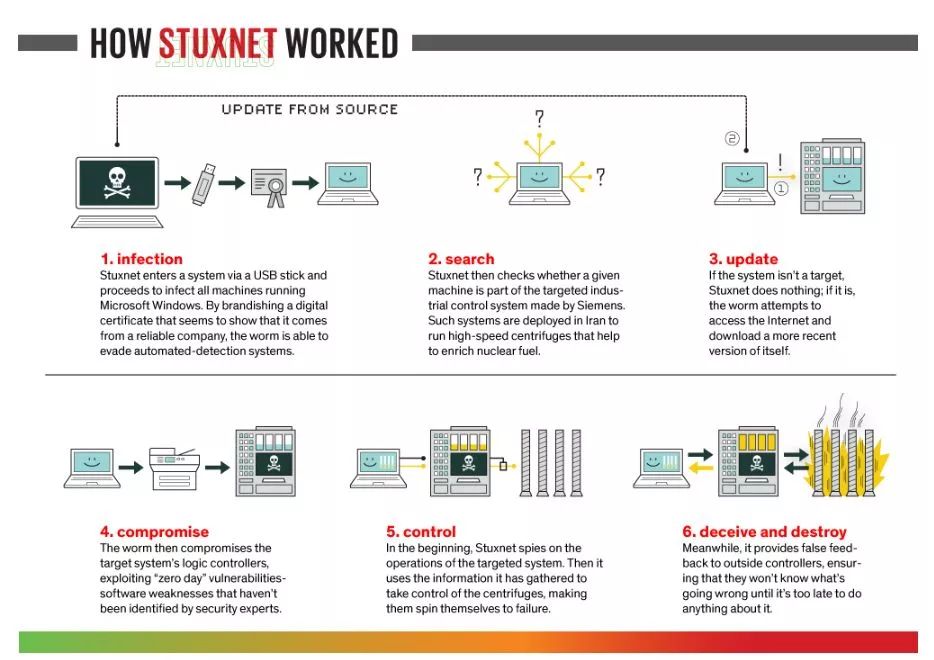 HOW STUXNET WORKED
UPDATE FROM SOURCE
?
? ?
②
!
①
1. infection
Stuxnet enters a system via a USB stick and
proceeds to infect all machines running
Microsoft Windows. By brandishing a digital
certificate that seems to show that it comes
from a reliable company, the worm is able to
evade automated-detection systems.
2. search
Stuxnet then checks whether a given
machine is part of the targeted indus-
trial control system made by Siemens.
Such systems are deployed in Iran to
run high-speed centrifuges that help
to enrich nuclear fuel.
3. update
If the system isn't a target,
Stuxnet does nothing; if it is,
the worm attempts to
access the Internet and
download a more recent
version of itself.
4. compromise
The worm then compromises the
target system's logic controllers,
exploiting “zero day” vulnerabilities-
software weaknesses that haven't
been identified by security experts.
5. control
In the beginning, Stuxnet spies on the
operations of the targeted system. Then it
uses the information it has gathered to
take control of the centrifuges, making
them spin themselves to failure.
6. deceive and destroy
Meanwhile, it provides false feed-
back to outside controllers, ensur-
ing that they won't know what's
going wrong until it's too late to do
anything about it.